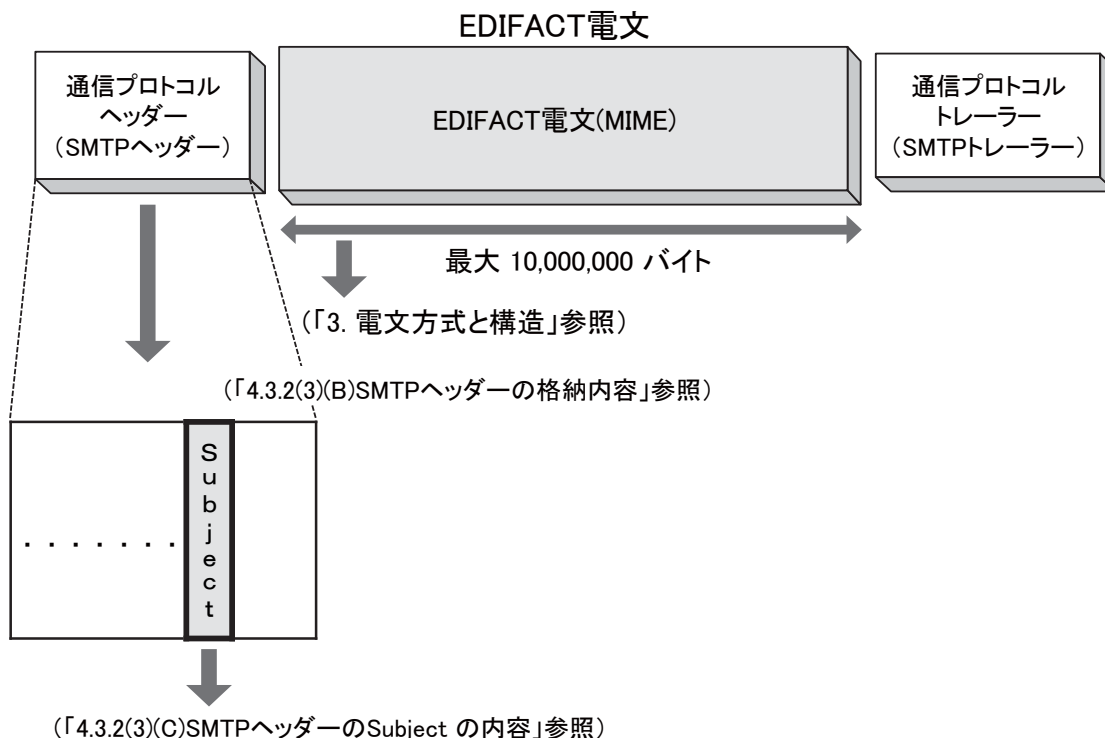 EDIFACT電文
通信プロトコル
ヘッダー
(SMTPヘッダー)
EDIFACT電文(MIME)
通信プロトコル
トレーラー
(SMTPトレーラー)
最大 10,000,000 バイト
(「3. 電文方式と構造」参照)
(「4.3.2(3)(B)SMTPヘッダーの格納内容」参照)
・・・・・・・
Subject
(「4.3.2(3)(C)SMTPヘッダーのSubject の内容」参照)